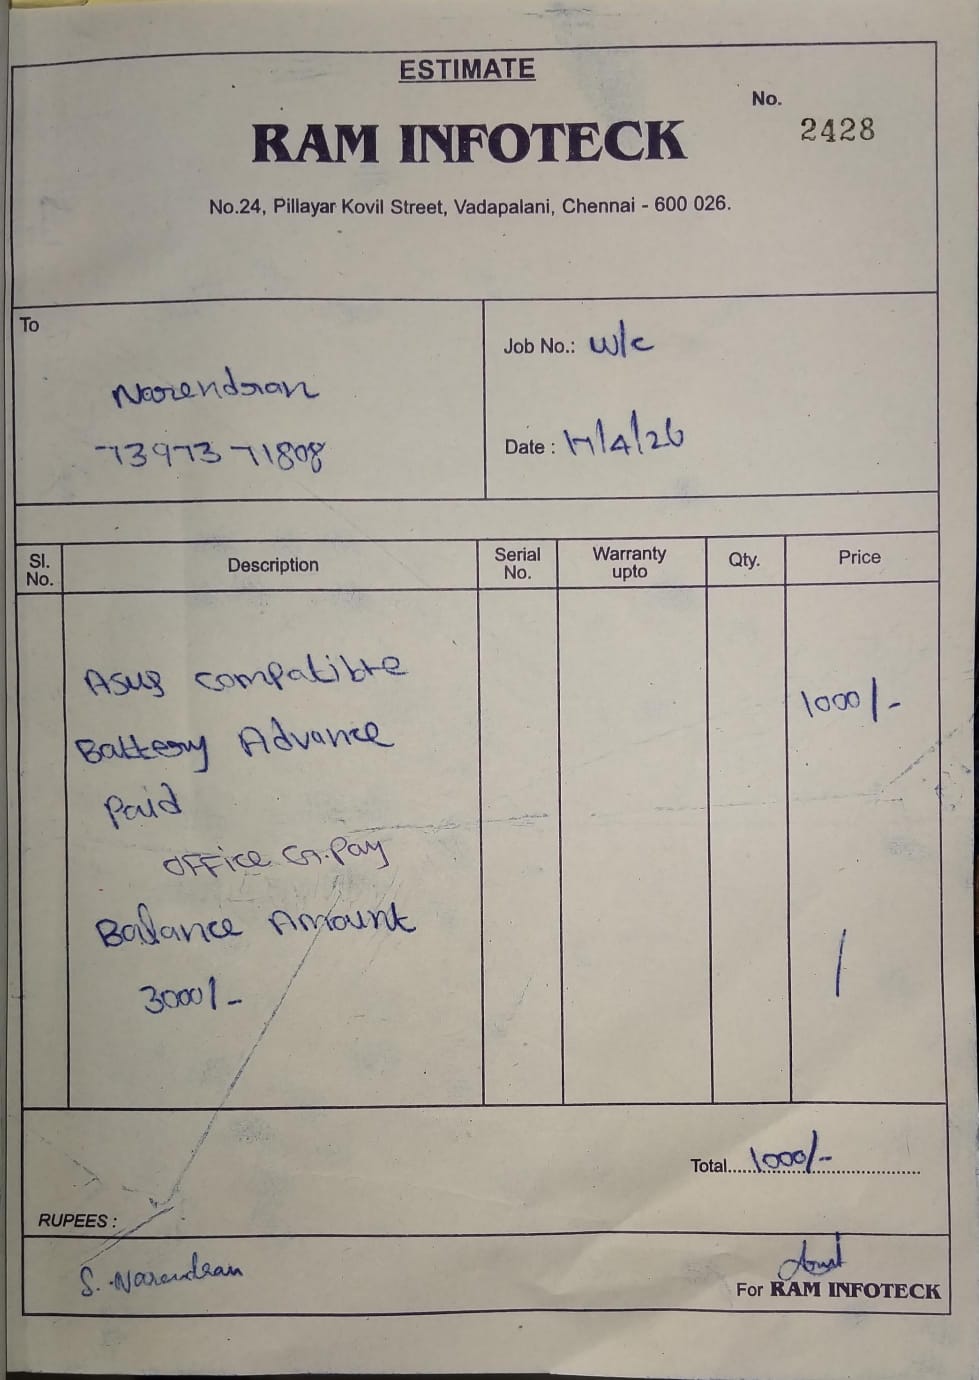 ESTIMATE
No.
2428
RAM INFOTECK
No.24, Pillayar Kovil Street, Vadapalani, Chennai - 600 026.
To
Narendran
73973 71808
Job No.: w/c
Date : 17/4/26
Sl. No. Description Serial No. Warranty upto Qty. Price
Asus compatible
1000/-
Battery Advance
Paid
OFFice G.Pay
Balance Amount
3000/-
Total.....1000/-
RUPEES :
S. Narendran
For RAM INFOTECK